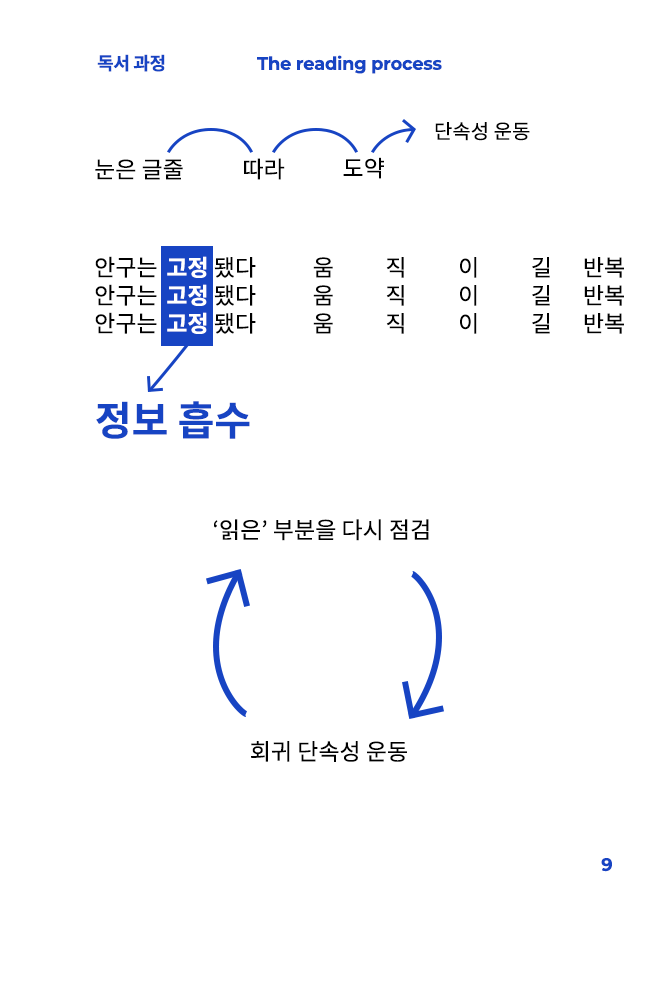 독서 과정 The reading process
단속성 운동
눈은 글줄 따라 도약
안구는 고정 됐다 움 직 이 길 반복
안구는 고정 됐다 움 직 이 길 반복
안구는 고정 됐다 움 직 이 길 반복
정보 흡수
‘읽은’ 부분을 다시 점검
회귀 단속성 운동
9